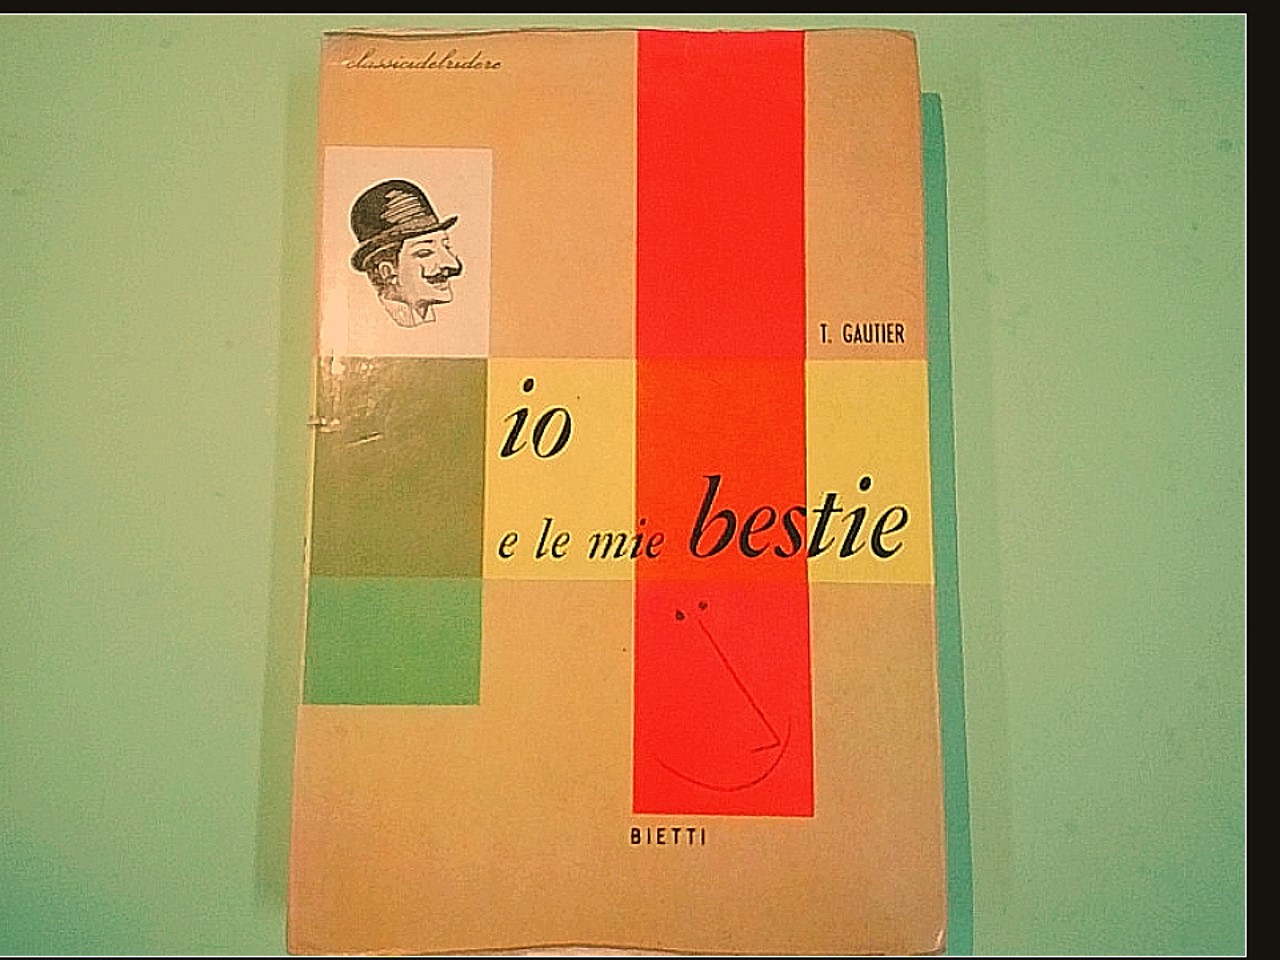 classicidelridere
T. GAUTIER
io
e le mie bestie
BIETTI